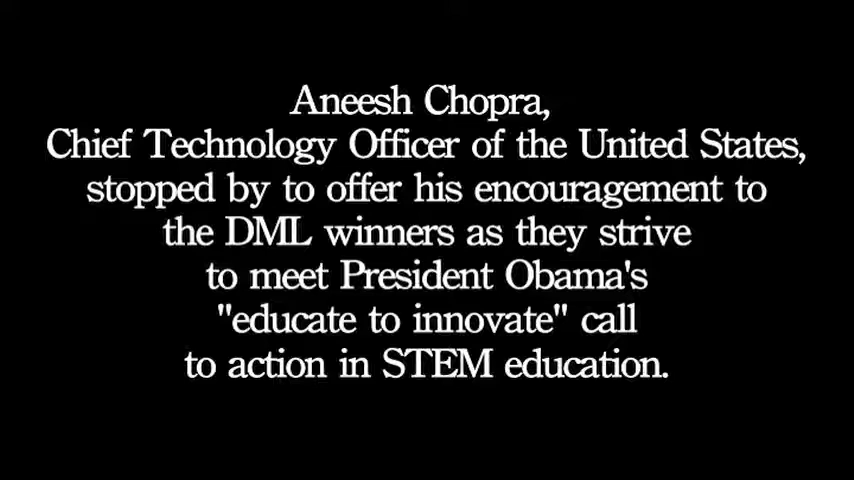 Aneesh Chopra,
Chief Technology Officer of the United States,
stopped by to offer his encouragement to
the DML winners as they strive
to meet President Obama's
"educate to innovate" call
to action in STEM education.